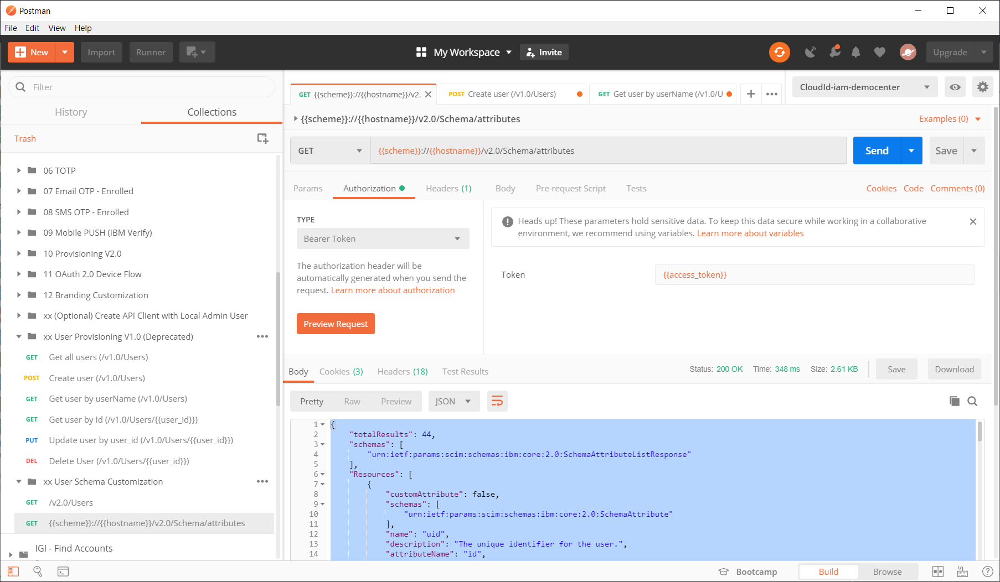 Postman
File Edit View Help
New Import Runner My Workspace Invite Upgrade
Filter
History Collections
Trash
06 TOTP
07 Email OTP - Enrolled
08 SMS OTP - Enrolled
09 Mobile PUSH (IBM Verify)
10 Provisioning V2.0
11 OAuth 2.0 Device Flow
12 Branding Customization
xx (Optional) Create API Client with Local Admin User
xx User Provisioning V1.0 (Deprecated)
GET Get all users (/v1.0/Users)
POST Create user (/v1.0/Users)
GET Get user by userName (/v1.0/Users)
GET Get user by Id (/v1.0/Users/{{user_id}})
PUT Update user by user_id (/v1.0/Users/{{user_id}})
DEL Delete User (/v1.0/Users/{{user_id}})
xx User Schema Customization
GET /v2.0/Users
GET {{scheme}}://{{hostname}}/v2.0/Schema/attributes
IGI - Find Accounts
GET {{scheme}}://{{hostname}}/v2. POST Create user (/v1.0/Users) GET Get user by userName (/v1.0/U
CloudId-iam-democenter
{{scheme}}://{{hostname}}/v2.0/Schema/attributes Examples (0)
GET {{scheme}}://{{hostname}}/v2.0/Schema/attributes Send Save
Params Authorization Headers (1) Body Pre-request Script Tests Cookies Code Comments (0)
TYPE
Bearer Token
The authorization header will be
automatically generated when you send the
request. Learn more about authorization
Preview Request
Heads up! These parameters hold sensitive data. To keep this data secure while working in a collaborative
environment, we recommend using variables. Learn more about variables
Token {{access_token}}
Body Cookies (3) Headers (18) Test Results Status: 200 OK Time: 348 ms Size: 2.61 KB Save Download
Pretty Raw Preview JSON
1 {
2 "totalResults": 44,
3 "schemas": [
4 "urn:ietf:params:scim:schemas:ibm:core:2.0:SchemaAttributeListResponse"
5 ],
6 "Resources": [
7 {
8 "customAttribute": false,
9 "schemas": [
10 "urn:ietf:params:scim:schemas:ibm:core:2.0:SchemaAttribute"
11 ],
12 "name": "uid",
13 "description": "The unique identifier for the user.",
14 "attributeName": "id",
Bootcamp Build Browse